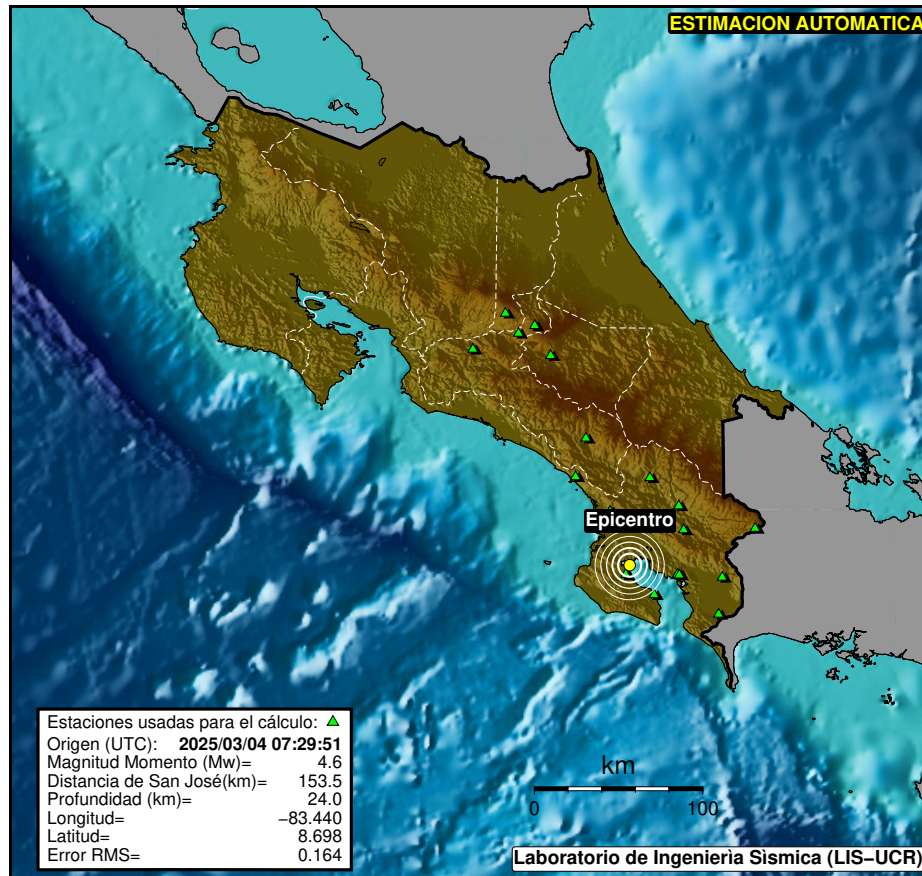 ESTIMACION AUTOMATICA
Epicentro
Estaciones usadas para el cálculo:
Origen (UTC): 2025/03/04 07:29:51
Magnitud Momento (Mw)= 4.6
Distancia de San José(km)= 153.5
Profundidad (km)= 24.0
Longitud= −83.440
Latitud= 8.698
Error RMS= 0.164
km
0 100
Laboratorio de Ingenierìa Sìsmica (LIS−UCR)